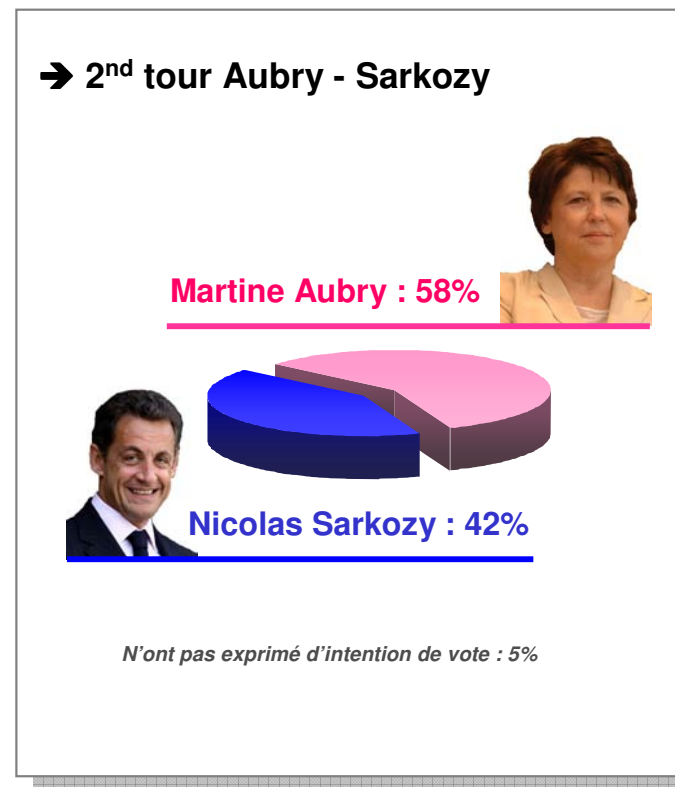 ➔ 2nd tour Aubry - Sarkozy
Martine Aubry : 58%
Nicolas Sarkozy : 42%
N'ont pas exprimé d'intention de vote : 5%